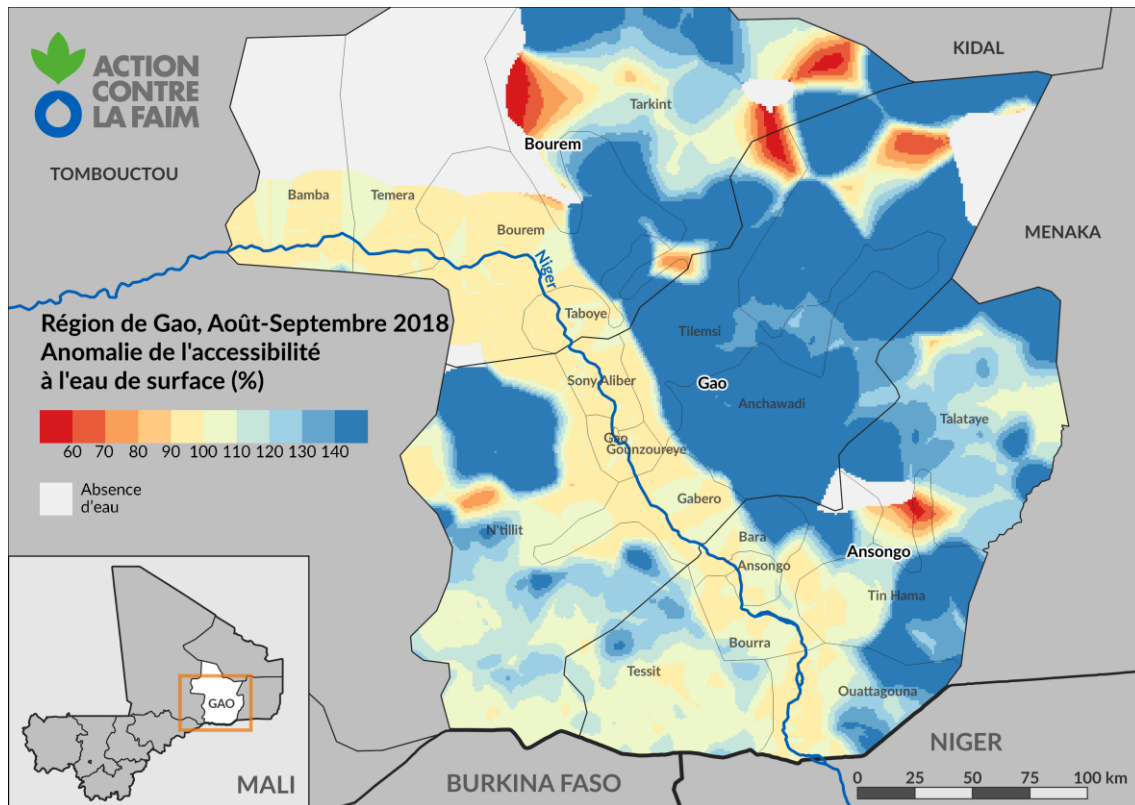 ACTION
CONTRE
LA FAIM
KIDAL
TOMBOUCTOU
Tarkint
Bourem
Bamba
Temera
Bourem
MENAKA
Niger
Région de Gao, Août-Septembre 2018
Anomalie de l'accessibilité
à l'eau de surface (%)
60 70 80 90 100 110 120 130 140
Absence
d'eau
Taboye
Tilemsi
Sony Aliber
Gao
Anchawadi
Talataye
Gao
Gounzoureye
Gabero
N'tillit
Bara
Ansongo
Ansongo
Tin Hama
Bourra
Tessit
Ouattagouna
GAO
MALI
BURKINA FASO
NIGER
0 25 50 75 100 km